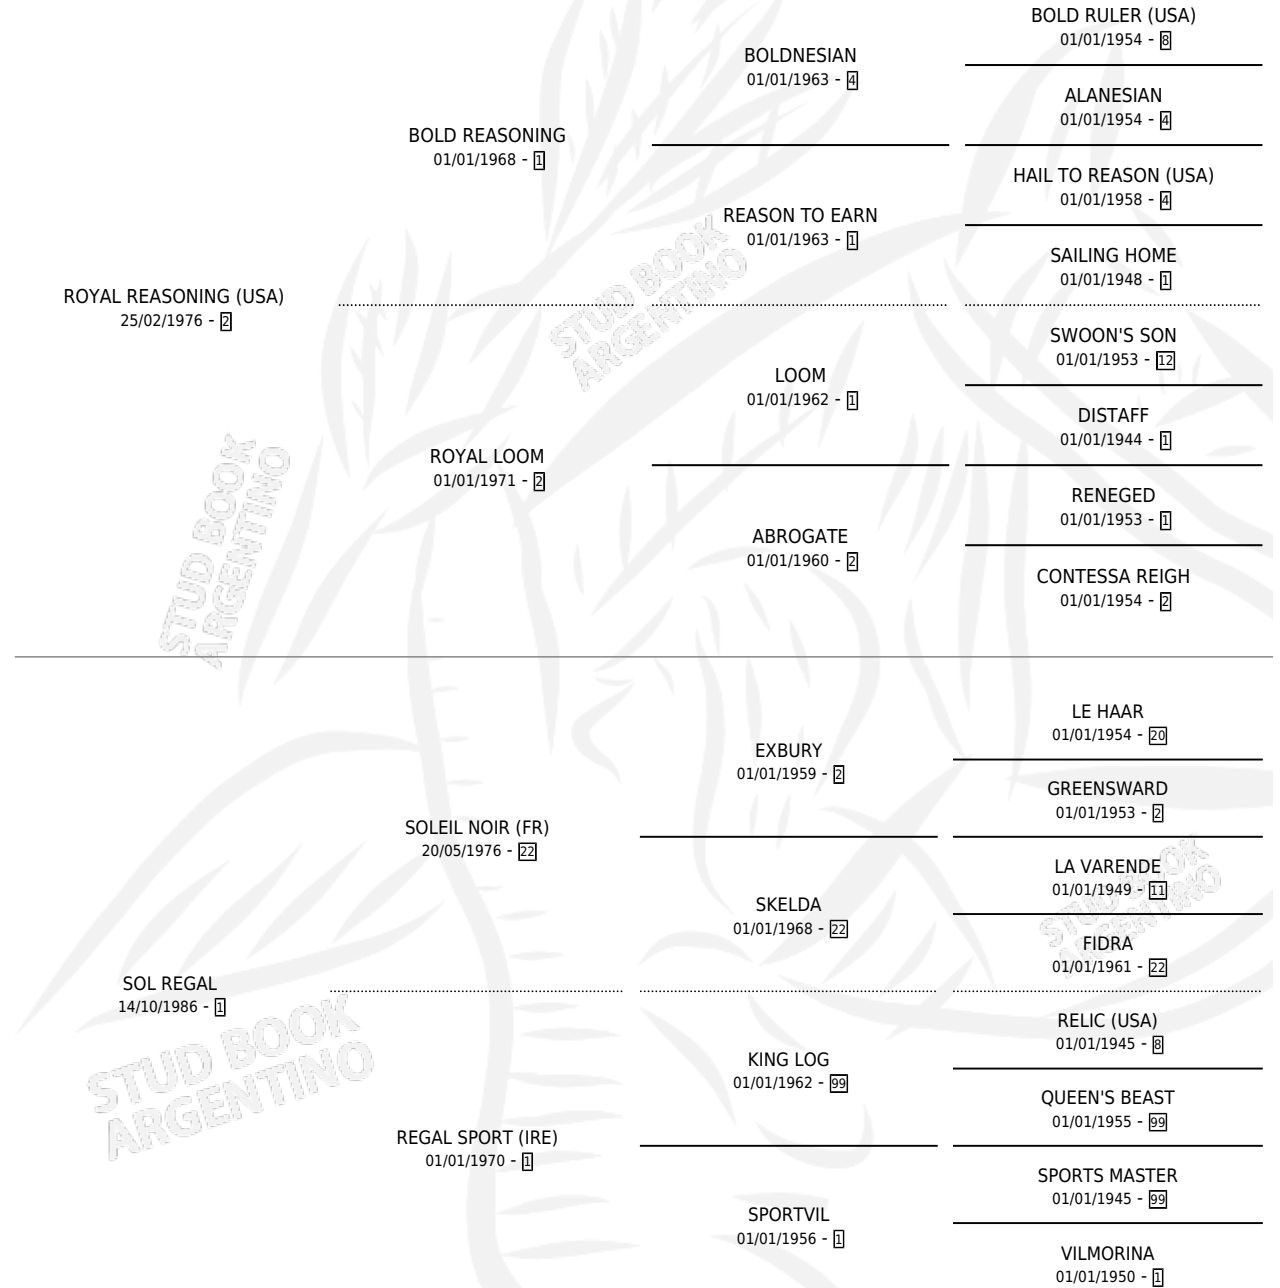 BOLD RULER (USA)
01/01/1954 - 8
BOLDNESIAN
01/01/1963 - 4
ALANESIAN
01/01/1954 - 4
BOLD REASONING
01/01/1968 - 1
HAIL TO REASON (USA)
01/01/1958 - 4
REASON TO EARN
01/01/1963 - 1
SAILING HOME
01/01/1948 - 1
ROYAL REASONING (USA)
25/02/1976 - 2
SWOON'S SON
01/01/1953 - 12
LOOM
01/01/1962 - 1
DISTAFF
01/01/1944 - 1
ROYAL LOOM
01/01/1971 - 2
RENEGED
01/01/1953 - 1
ABROGATE
01/01/1960 - 2
CONTESSA REIGH
01/01/1954 - 2
LE HAAR
01/01/1954 - 20
EXBURY
01/01/1959 - 2
GREENSWARD
01/01/1953 - 2
SOLEIL NOIR (FR)
20/05/1976 - 22
LA VARENDE
01/01/1949 - 11
SKELDA
01/01/1968 - 22
FIDRA
01/01/1961 - 22
SOL REGAL
14/10/1986 - 1
RELIC (USA)
01/01/1945 - 8
KING LOG
01/01/1962 - 99
QUEEN'S BEAST
01/01/1955 - 99
REGAL SPORT (IRE)
01/01/1970 - 1
SPORTS MASTER
01/01/1945 - 99
SPORTVIL
01/01/1956 - 1
VILMORINA
01/01/1950 - 1
STUD BOOK
ARGENTINO
STUD BOOK
ARGENTINO
STUD BOOK
ARGENTINO
STUD BOOK
ARGENTINO